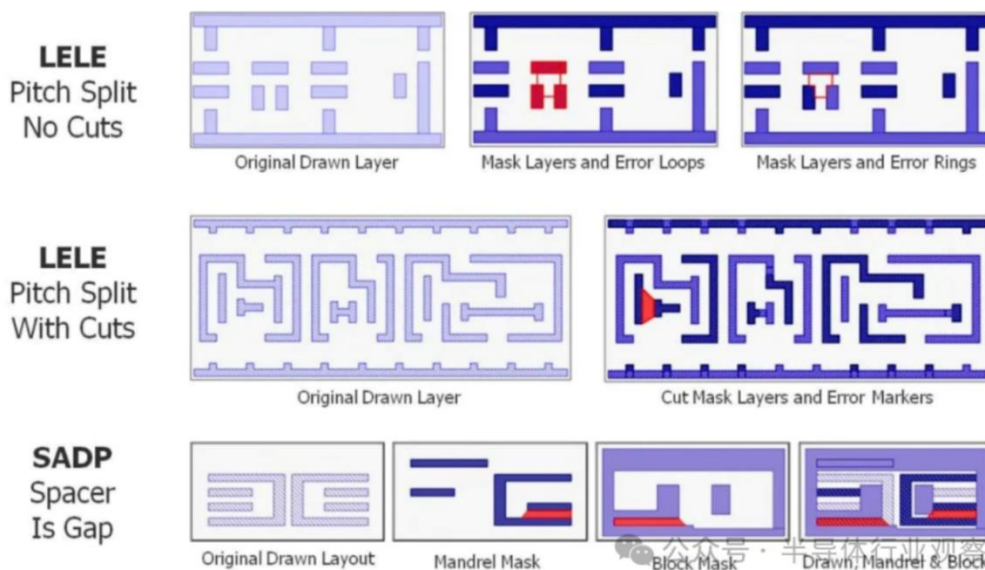 LELE
Pitch Split
No Cuts
Original Drawn Layer
Mask Layers and Error Loops
Mask Layers and Error Rings
LELE
Pitch Split
With Cuts
Original Drawn Layer
Cut Mask Layers and Error Markers
SADP
Spacer
Is Gap
Original Drawn Layout
Mandrel Mask
Block Mask
Drawn, Mandrel & Block
公众号 · 半导体行业观察